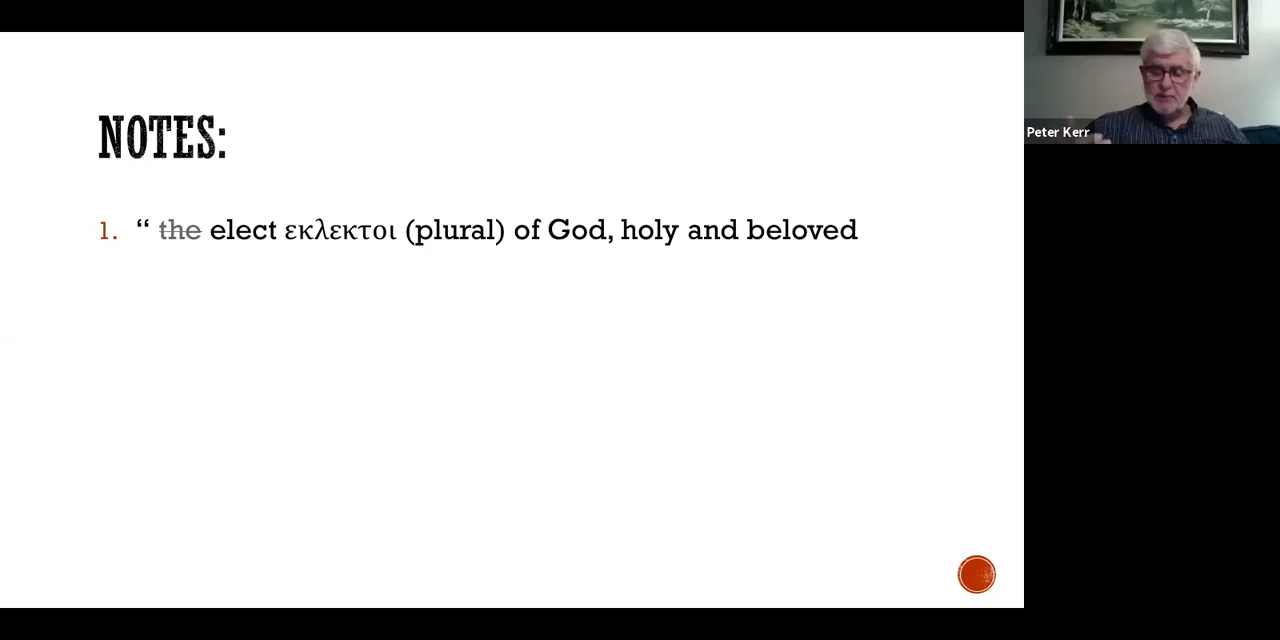 NOTES:
1. “ the elect εκλεκτοι (plural) of God, holy and beloved
Peter Kerr